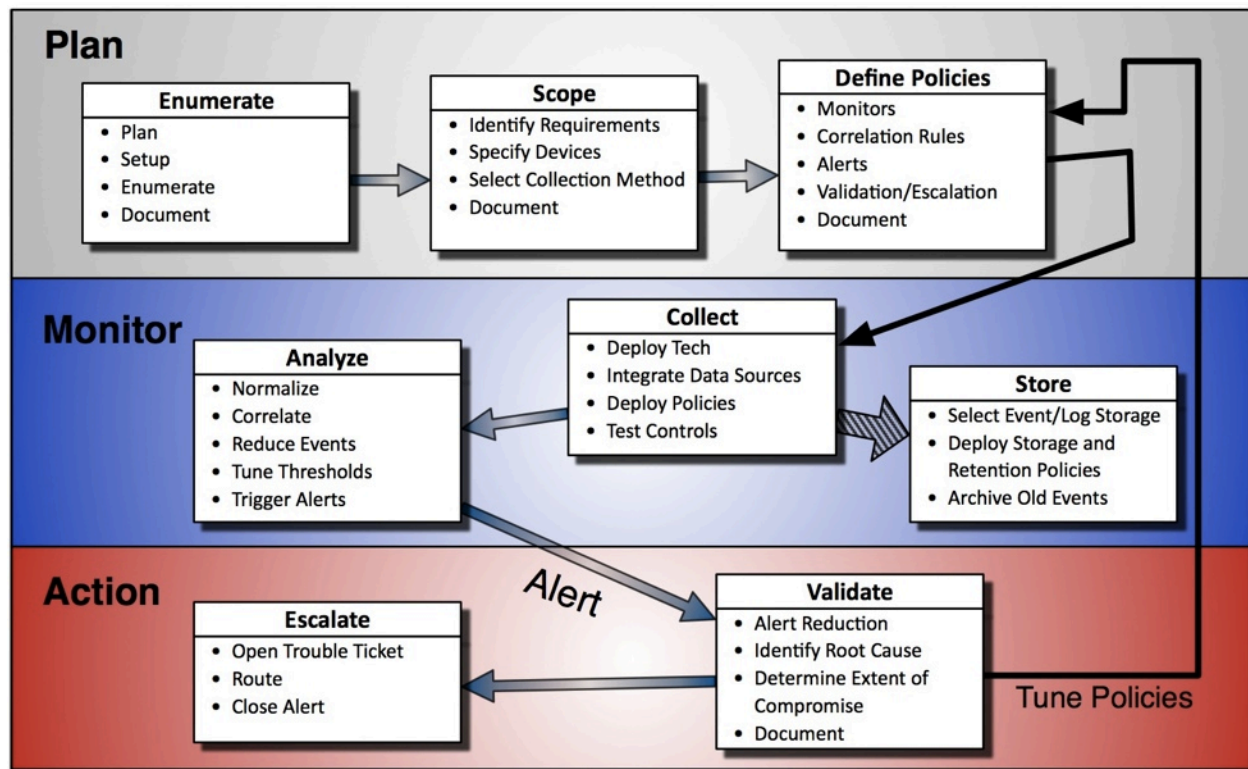 Plan
Enumerate
• Plan
• Setup
• Enumerate
• Document
Scope
• Identify Requirements
• Specify Devices
• Select Collection Method
• Document
Define Policies
• Monitors
• Correlation Rules
• Alerts
• Validation/Escalation
• Document
Monitor
Analyze
• Normalize
• Correlate
• Reduce Events
• Tune Thresholds
• Trigger Alerts
Collect
• Deploy Tech
• Integrate Data Sources
• Deploy Policies
• Test Controls
Store
• Select Event/Log Storage
• Deploy Storage and
Retention Policies
• Archive Old Events
Action
Alert
Escalate
• Open Trouble Ticket
• Route
• Close Alert
Validate
• Alert Reduction
• Identify Root Cause
• Determine Extent of
Compromise
• Document
Tune Policies